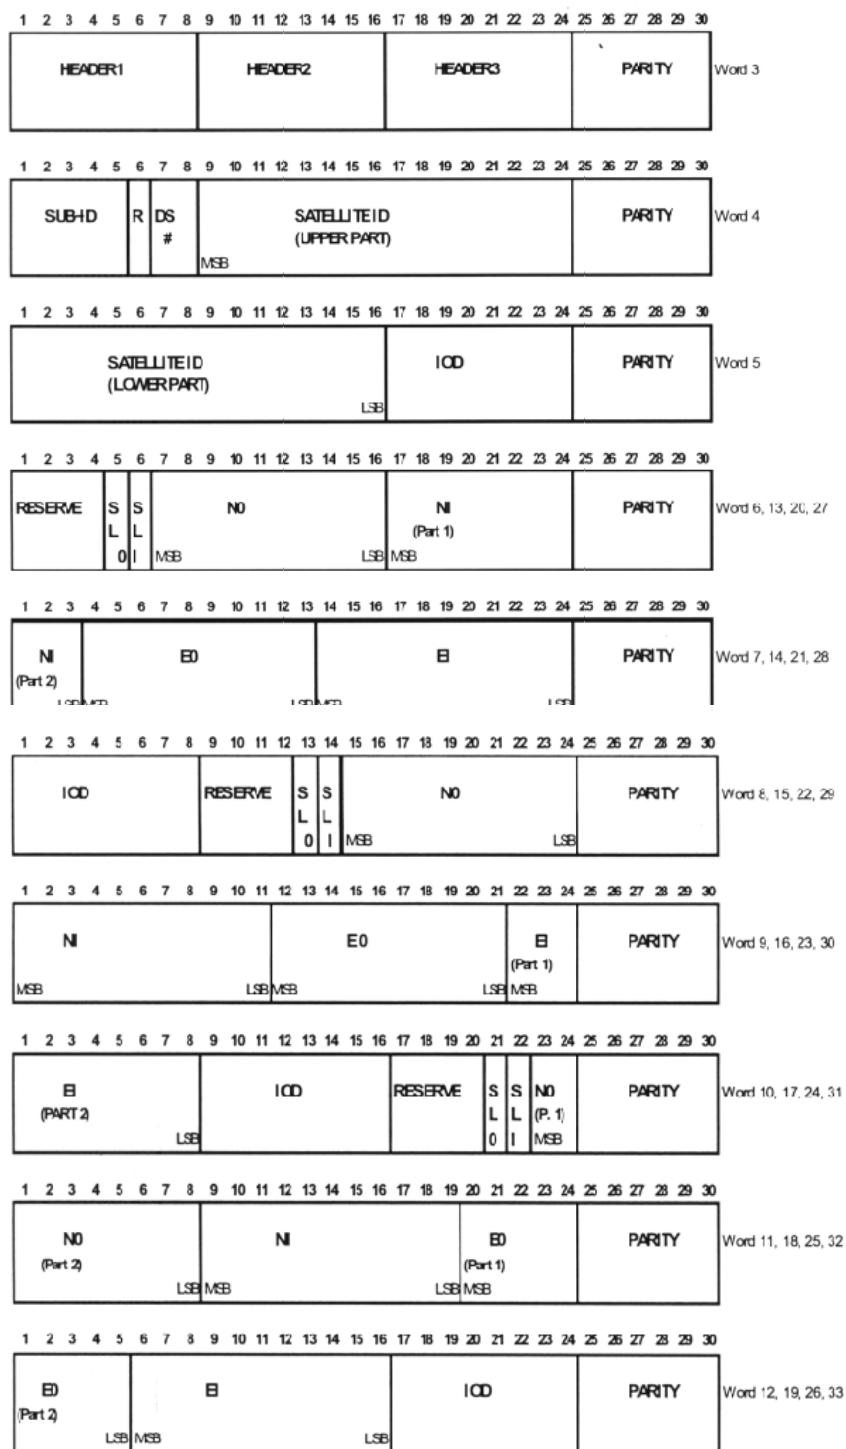 1 2 3 4 5 6 7 8 9 10 11 12 13 14 15 16 17 18 19 20 21 22 23 24 25 26 27 28 29 30
HEADER1 HEADER2 HEADER3 PARITY Word 3
1 2 3 4 5 6 7 8 9 10 11 12 13 14 15 16 17 18 19 20 21 22 23 24 25 26 27 28 29 30
SUB-ID R DS SATELLITE ID PARITY Word 4
# (UPPER PART)
MSB
1 2 3 4 5 6 7 8 9 10 11 12 13 14 15 16 17 18 19 20 21 22 23 24 25 26 27 28 29 30
SATELLITE ID IOD PARITY Word 5
(LOWER PART)
LSB
1 2 3 4 5 6 7 8 9 10 11 12 13 14 15 16 17 18 19 20 21 22 23 24 25 26 27 28 29 30
RESERVE S S N0 NI PARITY Word 6, 13, 20, 27
L L (Part 1)
0 I MSB LSB MSB
1 2 3 4 5 6 7 8 9 10 11 12 13 14 15 16 17 18 19 20 21 22 23 24 25 26 27 28 29 30
NI E0 EI PARITY Word 7, 14, 21, 28
(Part 2)
LSB MSB LSB MSB LSB
1 2 3 4 5 6 7 8 9 10 11 12 13 14 15 16 17 18 19 20 21 22 23 24 25 26 27 28 29 30
IOD RESERVE S S N0 PARITY Word 8, 15, 22, 29
L L
0 I MSB LSB
1 2 3 4 5 6 7 8 9 10 11 12 13 14 15 16 17 18 19 20 21 22 23 24 25 26 27 28 29 30
NI E0 EI PARITY Word 9, 16, 23, 30
(Part 1)
MSB LSB MSB LSB MSB
1 2 3 4 5 6 7 8 9 10 11 12 13 14 15 16 17 18 19 20 21 22 23 24 25 26 27 28 29 30
EI IOD RESERVE S S N0 PARITY Word 10, 17, 24, 31
(PART 2) L L (P. 1)
LSB 0 I MSB
1 2 3 4 5 6 7 8 9 10 11 12 13 14 15 16 17 18 19 20 21 22 23 24 25 26 27 28 29 30
N0 NI E0 PARITY Word 11, 18, 25, 32
(Part 2) (Part 1)
LSB MSB LSB MSB
1 2 3 4 5 6 7 8 9 10 11 12 13 14 15 16 17 18 19 20 21 22 23 24 25 26 27 28 29 30
E0 EI IOD PARITY Word 12, 19, 26, 33
(Part 2)
LSB MSB LSB